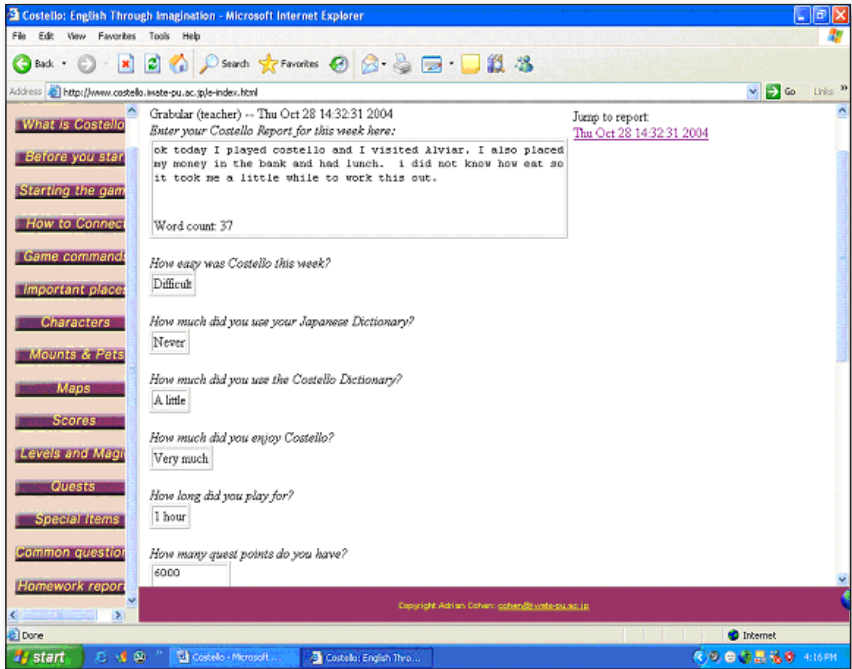 Costello: English Through Imagination - Microsoft Internet Explorer
File Edit View Favorites Tools Help
Back Search Favorites
Address http://www.costello.iwate-pu.ac.jp/e-index.html Go Links »
What is Costello
Before you star
Starting the gam
How to Connect
Game commands
Important places
Characters
Mounts & Pets
Maps
Scores
Levels and Magi
Quests
Special Items
Common question
Homework report
Grabular (teacher) -- Thu Oct 28 14:32:31 2004
Enter your Costello Report for this week here:
ok today I played costello and I visited Alviar. I also placed
my money in the bank and had lunch. i did not know how eat so
it took me a little while to work this out.
Word count: 37
How easy was Costello this week?
Difficult
How much did you use your Japanese Dictionary?
Never
How much did you use the Costello Dictionary?
A little
How much did you enjoy Costello?
Very much
How long did you play for?
1 hour
How many quest points do you have?
6000
Jump to report:
Thu Oct 28 14:32:31 2004
Copyright Adrian Cohen: cohen@iwate-pu.ac.jp
Done Internet
start Costello - Microsoft ... Costello: English Thro... 4:16 PM